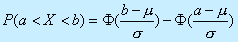 P(a < X < b) = Φ((b − μ)/σ) − Φ((a − μ)/σ)